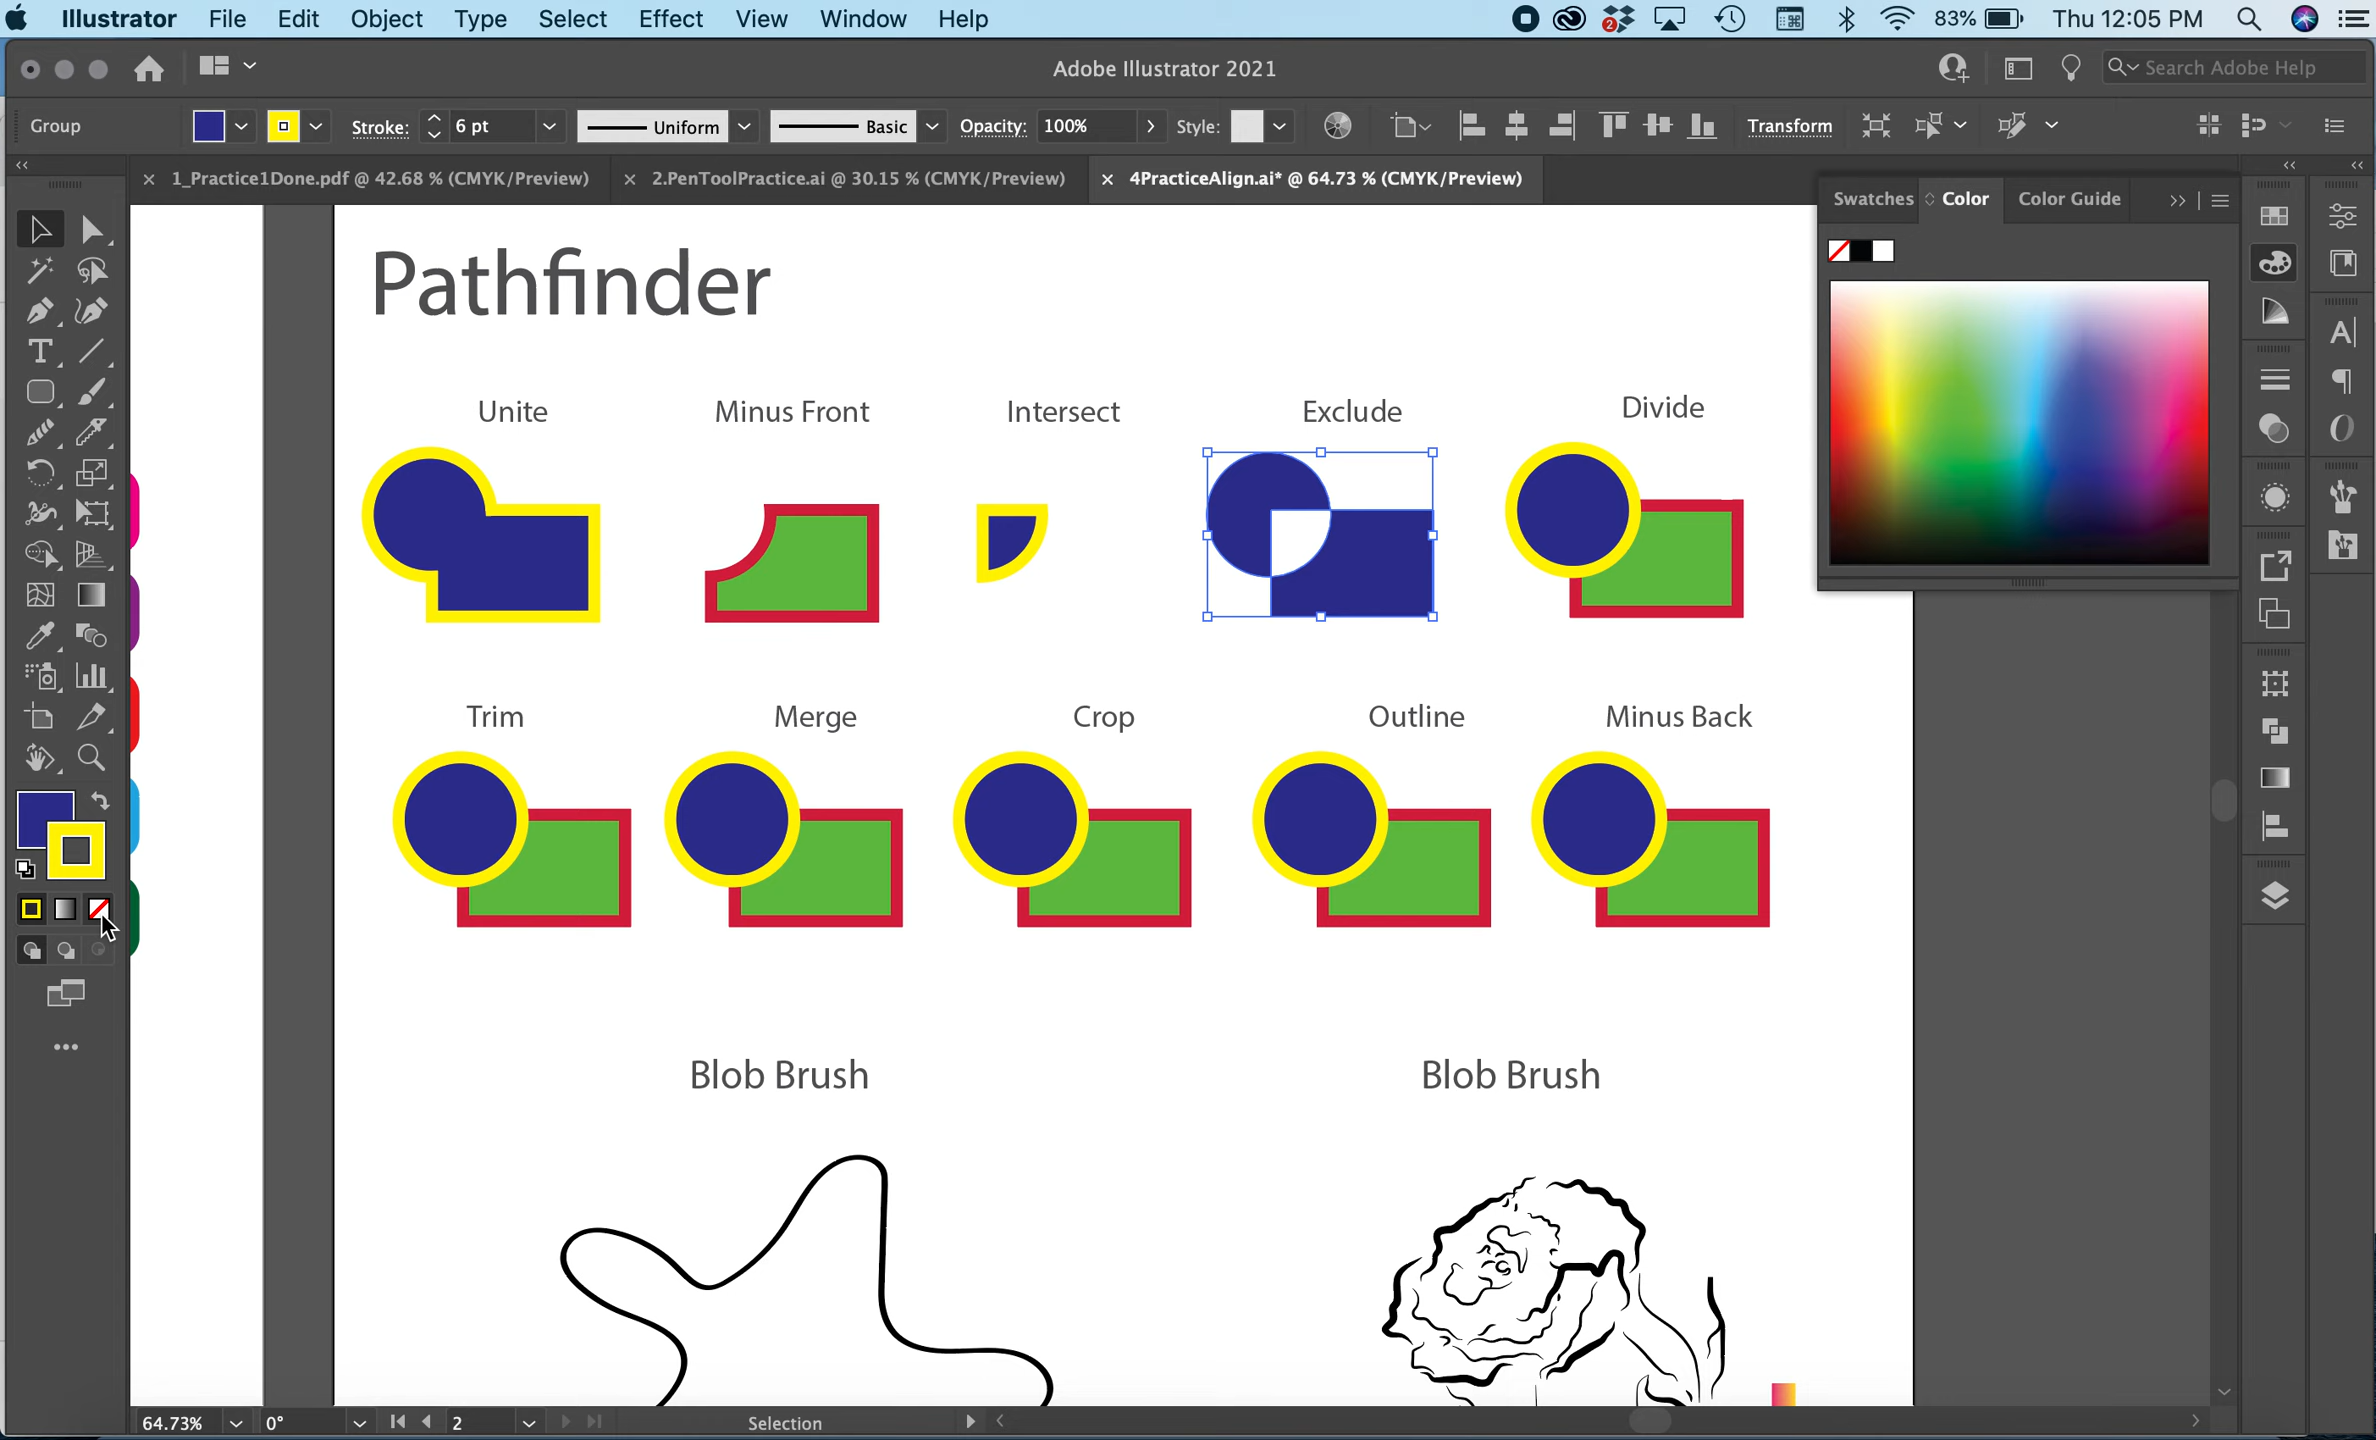 Illustrator File Edit Object Type Select Effect View Window Help 2 83% Thu 12:05 PM
Adobe Illustrator 2021 Search Adobe Help
Group Stroke: 6 pt Uniform Basic Opacity: 100% Style: Transform
1_Practice1Done.pdf @ 42.68 % (CMYK/Preview) 2.PenToolPractice.ai @ 30.15 % (CMYK/Preview) 4PracticeAlign.ai* @ 64.73 % (CMYK/Preview)
Swatches Color Color Guide
Pathfinder
Unite Minus Front Intersect Exclude Divide
Trim Merge Crop Outline Minus Back
Blob Brush Blob Brush
64.73% 0° 2 Selection